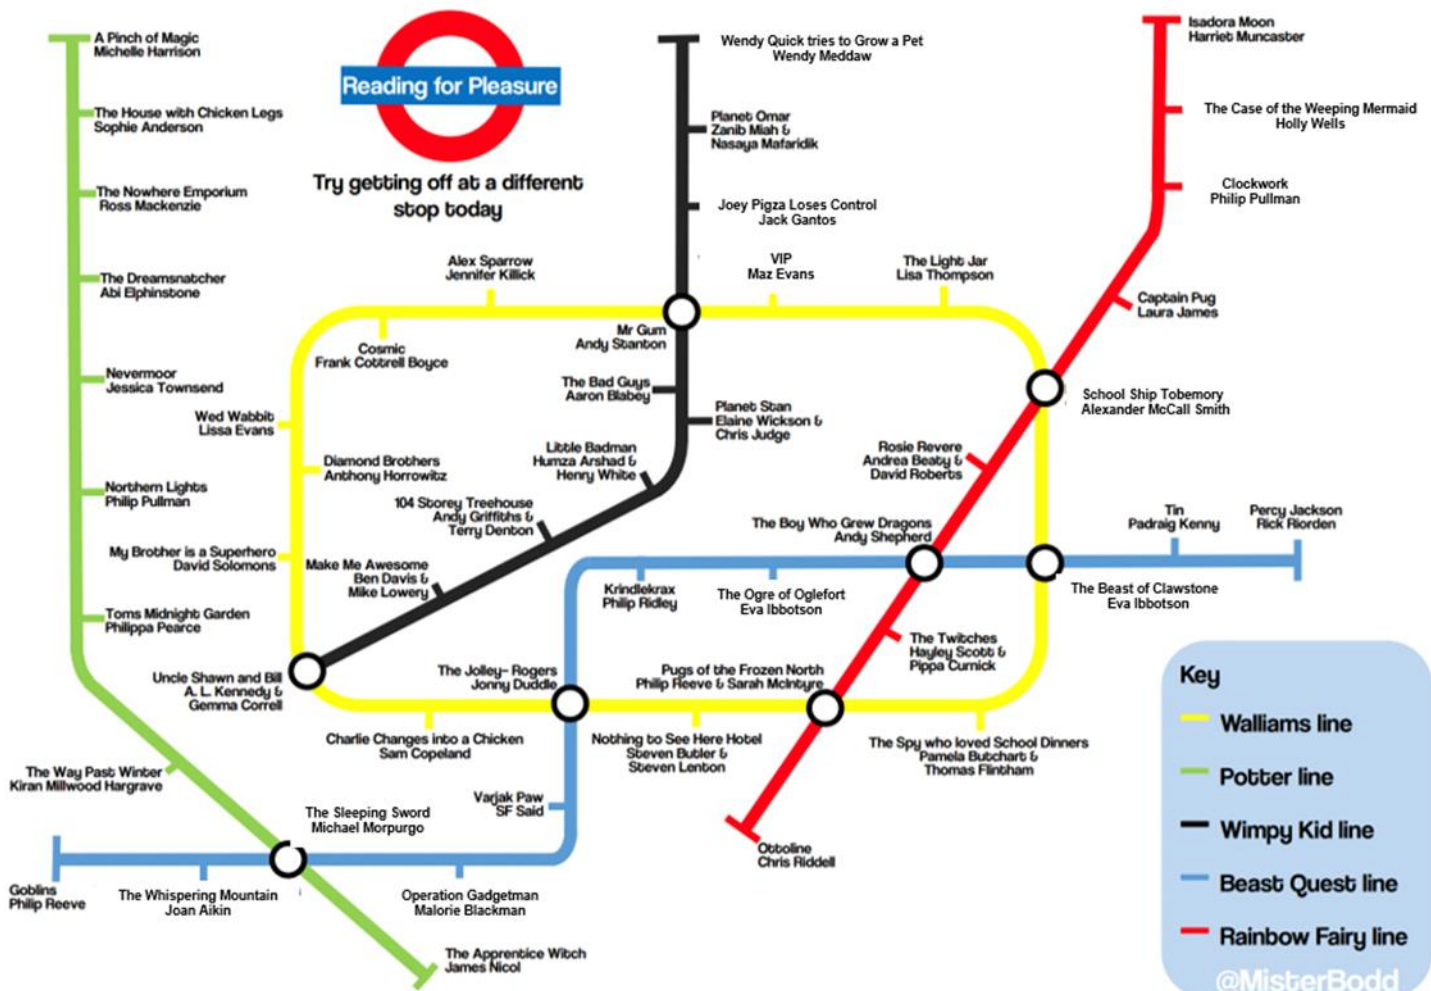 A Pinch of Magic
Michelle Harrison
The House with Chicken Legs
Sophie Anderson
The Nowhere Emporium
Ross Mackenzie
The Dreamsnatcher
Abi Elphinstone
Nevermoor
Jessica Townsend
Northern Lights
Philip Pullman
Toms Midnight Garden
Philippa Pearce
The Way Past Winter
Kiran Millwood Hargrave
The Sleeping Sword
Michael Morpurgo
The Apprentice Witch
James Nicol
Reading for Pleasure
Try getting off at a different
stop today
Wendy Quick tries to Grow a Pet
Wendy Meddaw
Planet Omar
Zanib Miah &
Nasaya Mafaridik
Joey Pigza Loses Control
Jack Gantos
Mr Gum
Andy Stanton
The Bad Guys
Aaron Blabey
Planet Stan
Elaine Wickson &
Chris Judge
Little Badman
Humza Arshad &
Henry White
104 Storey Treehouse
Andy Griffiths &
Terry Denton
Make Me Awesome
Ben Davis &
Mike Lowery
Uncle Shawn and Bill
A. L. Kennedy &
Gemma Correll
My Brother is a Superhero
David Solomons
Diamond Brothers
Anthony Horrowitz
Wed Wabbit
Lissa Evans
Cosmic
Frank Cottrell Boyce
Alex Sparrow
Jennifer Killick
VIP
Maz Evans
The Light Jar
Lisa Thompson
Isadora Moon
Harriet Muncaster
The Case of the Weeping Mermaid
Holly Wells
Clockwork
Philip Pullman
Captain Pug
Laura James
School Ship Tobemory
Alexander McCall Smith
Rosie Revere
Andrea Beaty &
David Roberts
The Boy Who Grew Dragons
Andy Shepherd
The Twitches
Hayley Scott &
Pippa Curnick
Pugs of the Frozen North
Philip Reeve & Sarah McIntyre
Ottoline
Chris Riddell
Percy Jackson
Rick Riorden
Tin
Padraig Kenny
The Beast of Clawstone
Eva Ibbotson
The Ogre of Oglefort
Eva Ibbotson
Krindlekrax
Philip Ridley
The Jolley- Rogers
Jonny Duddle
Varjak Paw
SF Said
Operation Gadgetman
Malorie Blackman
The Whispering Mountain
Joan Aikin
Goblins
Philip Reeve
Charlie Changes into a Chicken
Sam Copeland
Nothing to See Here Hotel
Steven Butler &
Steven Lenton
The Spy who loved School Dinners
Pamela Butchart &
Thomas Flintham
Key
Walliams line
Potter line
Wimpy Kid line
Beast Quest line
Rainbow Fairy line
@MisterBodd